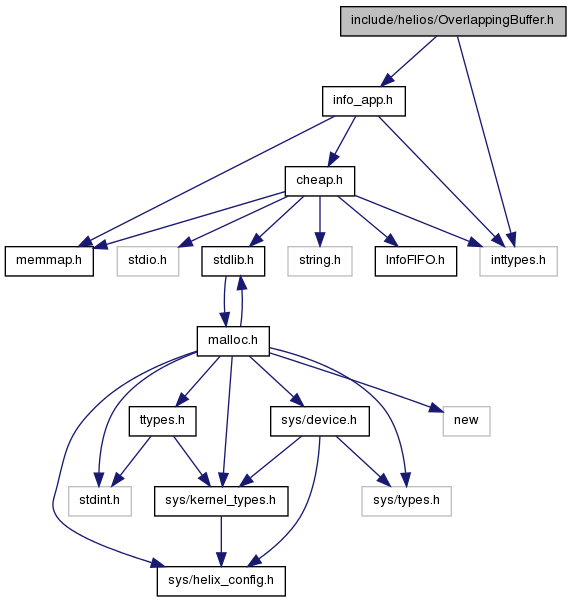 include/helios/OverlappingBuffer.h
info_app.h
cheap.h
memmap.h
stdio.h
stdlib.h
string.h
InfoFIFO.h
inttypes.h
malloc.h
ttypes.h
sys/device.h
new
stdint.h
sys/kernel_types.h
sys/types.h
sys/helix_config.h